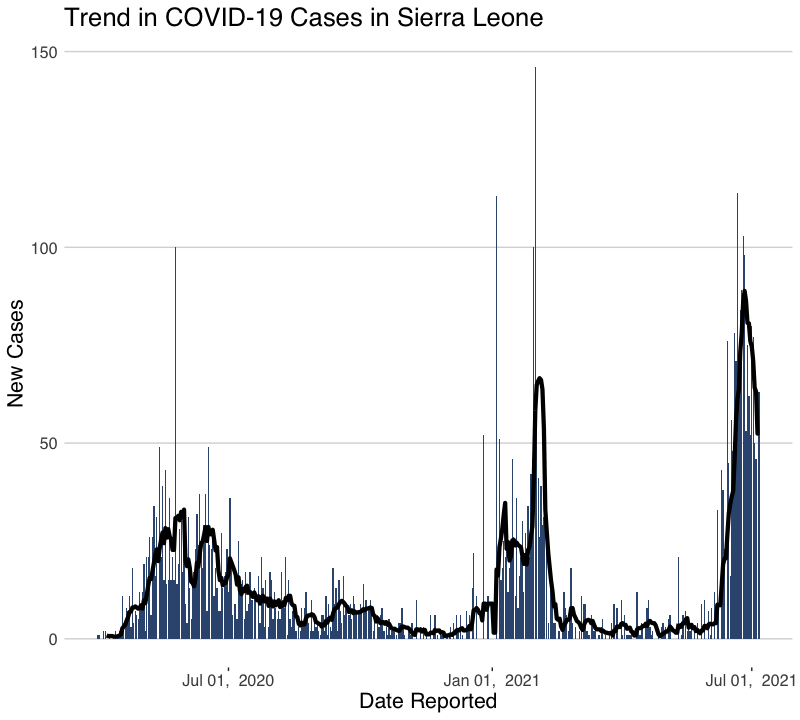 Trend in COVID-19 Cases in Sierra Leone
150
100
50
0
New Cases
Jul 01, 2020
Jan 01, 2021
Jul 01, 2021
Date Reported